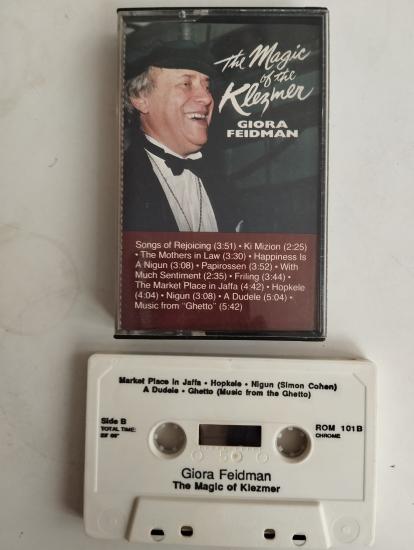 The Magic
of the
Klezmer
GIORA
FEIDMAN
Songs of Rejoicing (3:51) • Ki Mizion (2:25)
• The Mothers in Law (3:30) • Happiness Is
A Nigun (3:08) • Papirossen (3:52) • With
Much Sentiment (2:35) • Friling (3:44) •
The Market Place in Jaffa (4:42) • Hopkele
(4:04) • Nigun (3:08) • A Dudele (5:04) •
Music from "Ghetto" (5:42)
Market Place in Jaffa • Hopkele • Nigun (Simon Cohen)
A Dudele • Ghetto (Music from the Ghetto)
Side B
TOTAL TIME:
ROM 101B
CHROME
Giora Feidman
The Magic of Klezmer